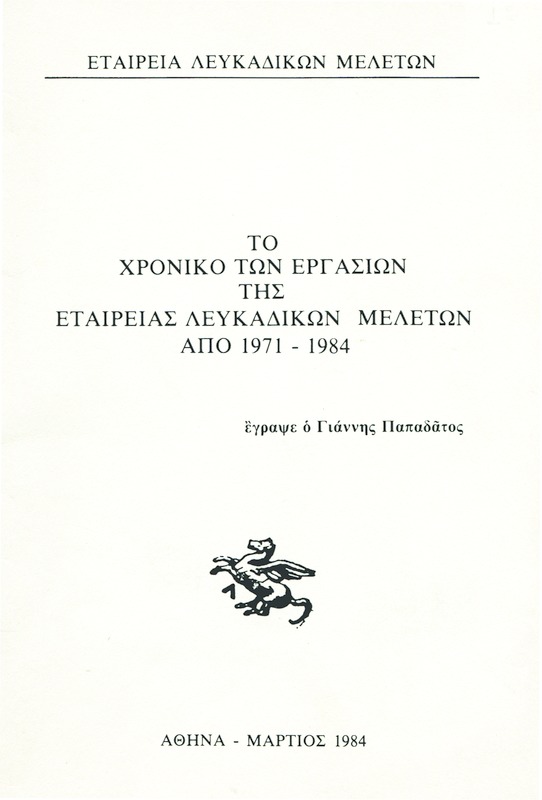 ΕΤΑΙΡΕΙΑ ΛΕΥΚΑΔΙΚΩΝ ΜΕΛΕΤΩΝ
ΤΟ
ΧΡΟΝΙΚΟ ΤΩΝ ΕΡΓΑΣΙΩΝ
ΤΗΣ
ΕΤΑΙΡΕΙΑΣ ΛΕΥΚΑΔΙΚΩΝ ΜΕΛΕΤΩΝ
ΑΠΟ 1971 - 1984
ἔγραψε ὁ Γιάννης Παπαδᾶτος
Λ
ΑΘΗΝΑ - ΜΑΡΤΙΟΣ 1984